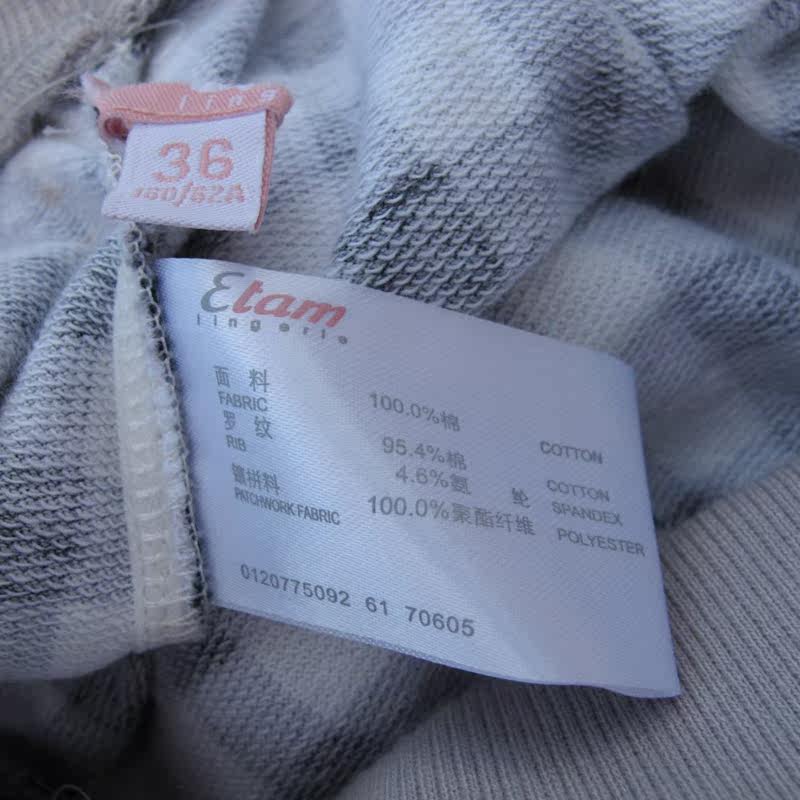 36
160/62A
Etam
lingerie
面 料
FABRIC 100.0%棉 COTTON
罗 纹
RIB 95.4%棉 COTTON
4.6%氨 纶 SPANDEX
镶拼料
PATCHWORK FABRIC 100.0%聚酯纤维 POLYESTER
0120775092 61 70605